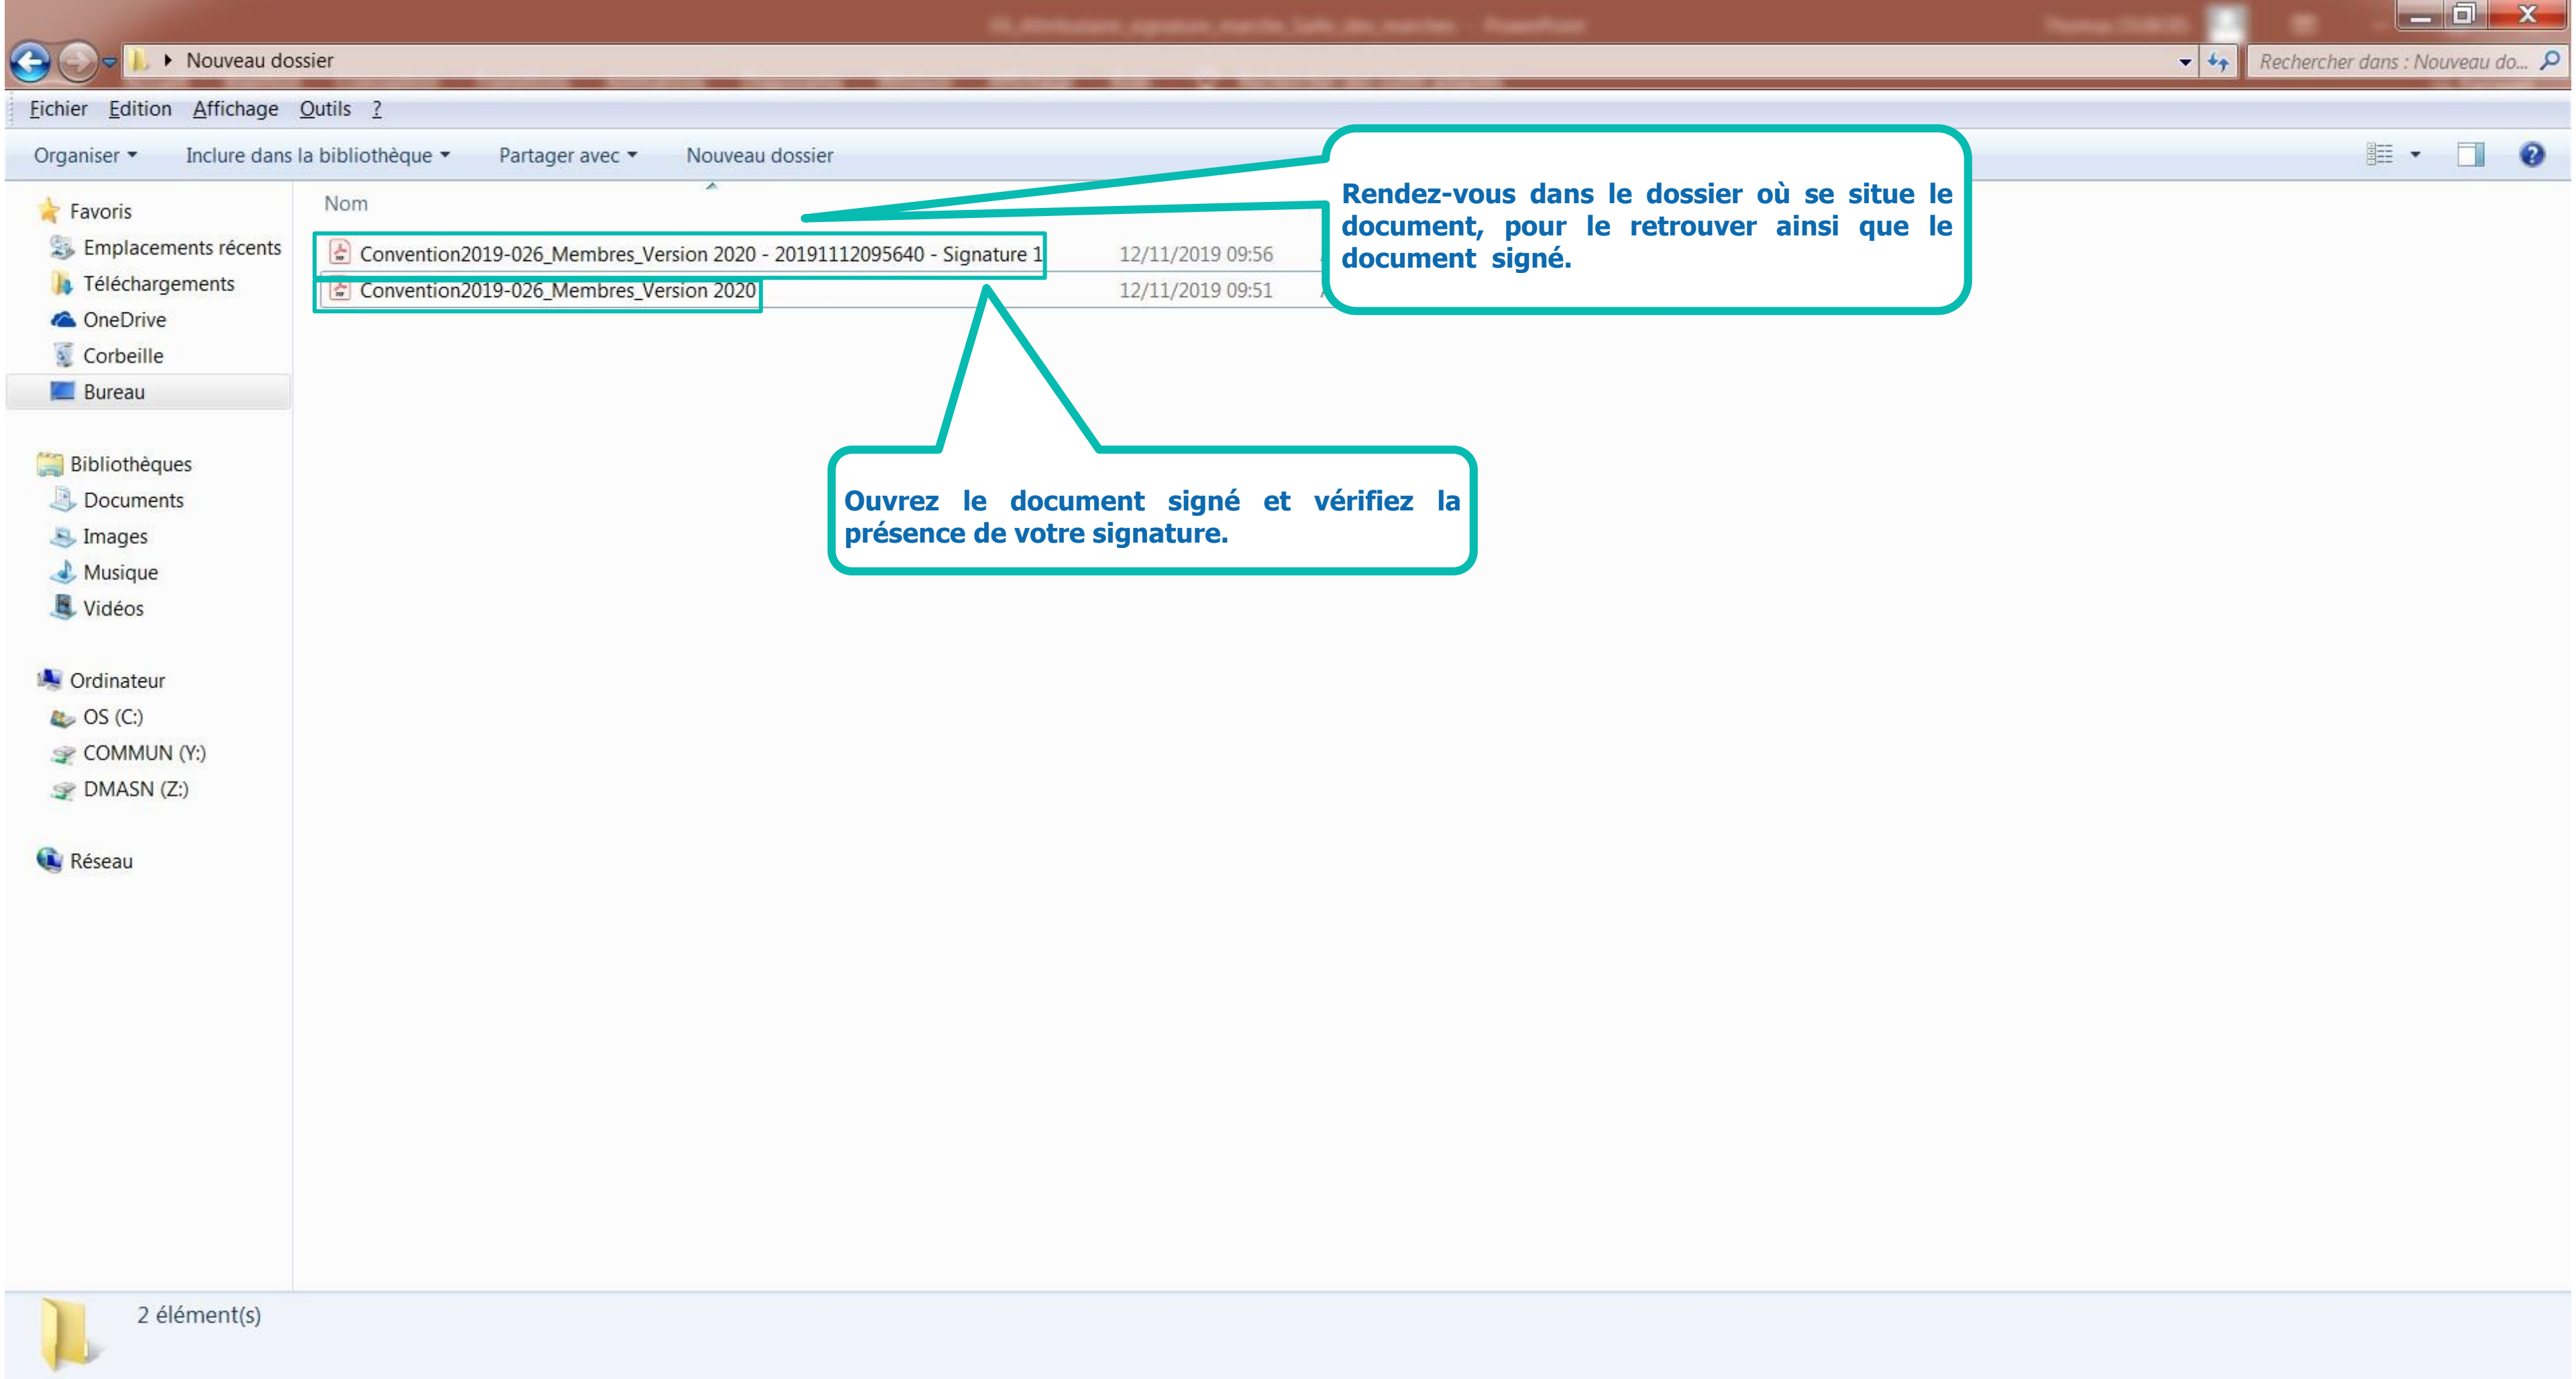 Nouveau dossier
Rechercher dans : Nouveau do...
Fichier Edition Affichage Outils ?
Organiser Inclure dans la bibliothèque Partager avec Nouveau dossier
Favoris
Emplacements récents
Téléchargements
OneDrive
Corbeille
Bureau
Bibliothèques
Documents
Images
Musique
Vidéos
Ordinateur
OS (C:)
COMMUN (Y:)
DMASN (Z:)
Réseau
Nom
Convention2019-026_Membres_Version 2020 - 20191112095640 - Signature 1 12/11/2019 09:56
Convention2019-026_Membres_Version 2020 12/11/2019 09:51
Rendez-vous dans le dossier où se situe le
document, pour le retrouver ainsi que le
document signé.
Ouvrez le document signé et vérifiez la
présence de votre signature.
2 élément(s)